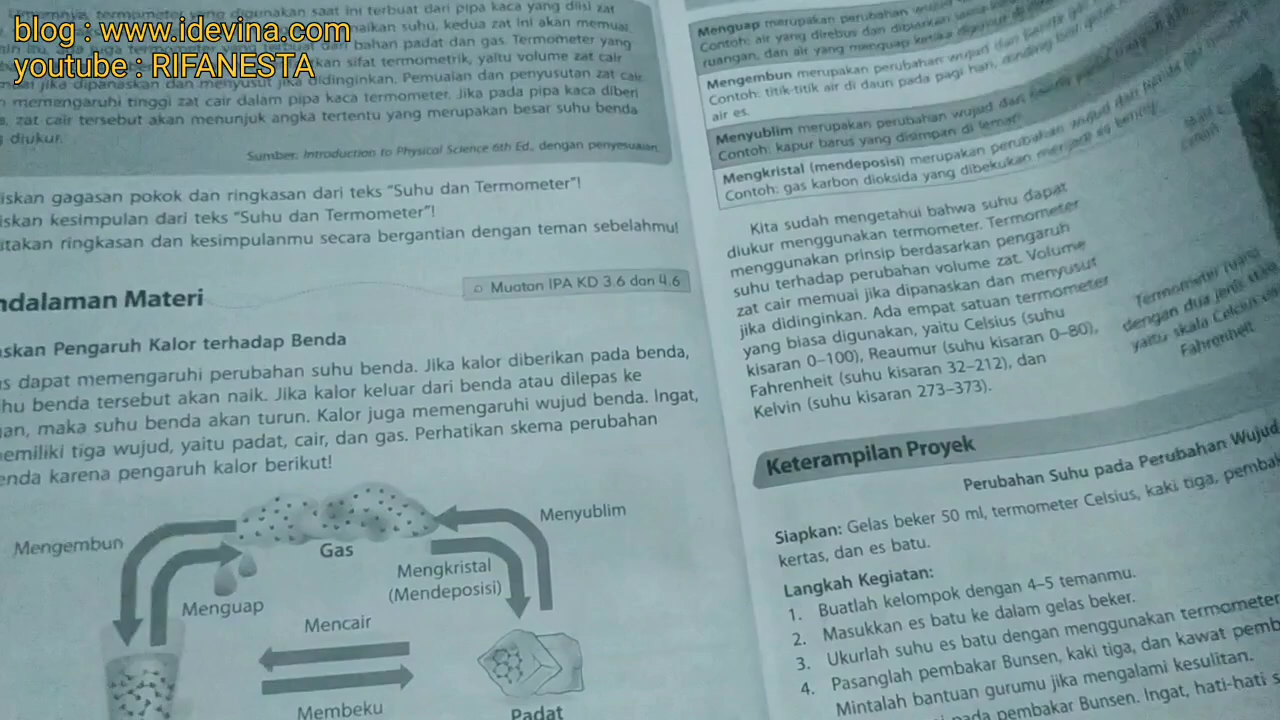 blog : www.idevina.com
youtube : RIFANESTA
termometer yang digunakan saat ini terbuat dari pipa kaca yang diisi zat
naikan suhu, kedua zat ini akan memuai
bahan padat dan gas. Termometer yang
kan sifat termometrik, yaitu volume zat cair
jika dipanaskan dan menyusut jika didinginkan. Pemuaian dan penyusutan zat cair
memengaruhi tinggi zat cair dalam pipa kaca termometer. Jika pada pipa kaca diberi
zat cair tersebut akan menunjuk angka tertentu yang merupakan besar suhu benda
diukur.
Sumber: Introduction to Physical Science 6th Ed., dengan penyesuaian.
iskan gagasan pokok dan ringkasan dari teks “Suhu dan Termometer”!
iskan kesimpulan dari teks “Suhu dan Termometer”!
takan ringkasan dan kesimpulanmu secara bergantian dengan teman sebelahmu!
ndalaman Materi
Muatan IPA KD 3.6 dan 4.6
askan Pengaruh Kalor terhadap Benda
s dapat memengaruhi perubahan suhu benda. Jika kalor diberikan pada benda,
hu benda tersebut akan naik. Jika kalor keluar dari benda atau dilepas ke
an, maka suhu benda akan turun. Kalor juga memengaruhi wujud benda. Ingat,
emiliki tiga wujud, yaitu padat, cair, dan gas. Perhatikan skema perubahan
enda karena pengaruh kalor berikut!
Mengembun
Gas
Menyublim
Menguap
Mengkristal
(Mendeposisi)
Mencair
Membeku
Padat
Menguap merupakan perubahan wujud
Contoh: air yang direbus dan dibiarkan
ruangan, dan air yang menguap ketika
Mengembun merupakan perubahan wujud dari
Contoh: titik-titik air di daun pada pagi hari, dinding
air es.
Menyublim merupakan perubahan wujud dari
Contoh: kapur barus yang disimpan di lemari
Mengkristal (mendeposisi) merupakan perubahan wujud dari
Contoh: gas karbon dioksida yang dibekukan menjadi es kering
Kita sudah mengetahui bahwa suhu dapat
diukur menggunakan termometer. Termometer
menggunakan prinsip berdasarkan pengaruh
suhu terhadap perubahan volume zat. Volume
zat cair memuai jika dipanaskan dan menyusut
jika didinginkan. Ada empat satuan termometer
yang biasa digunakan, yaitu Celsius (suhu
kisaran 0–100), Reaumur (suhu kisaran 0–80),
Fahrenheit (suhu kisaran 32–212), dan
Kelvin (suhu kisaran 273–373).
Termometer ruang
dengan dua jenis skala
yaitu skala Celcius
Fahrenheit
Keterampilan Proyek
Perubahan Suhu pada Perubahan Wujud
Siapkan: Gelas beker 50 ml, termometer Celsius, kaki tiga, pembak
kertas, dan es batu.
Langkah Kegiatan:
1. Buatlah kelompok dengan 4–5 temanmu.
2. Masukkan es batu ke dalam gelas beker.
3. Ukurlah suhu es batu dengan menggunakan termometer
4. Pasanglah pembakar Bunsen, kaki tiga, dan kawat pemb
Mintalah bantuan gurumu jika mengalami kesulitan.
pada pembakar Bunsen. Ingat, hati-hati s